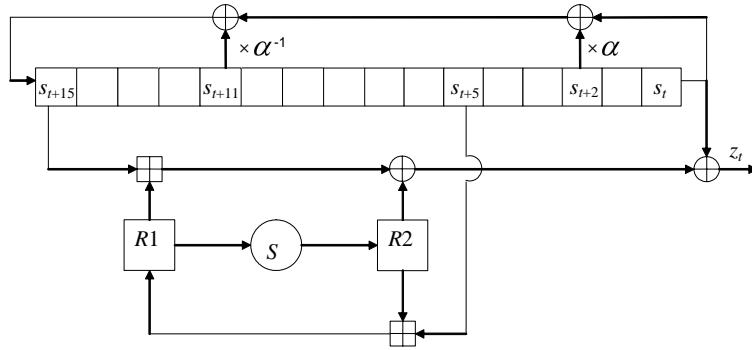 × α⁻¹
× α
s_{t+15} s_{t+11} s_{t+5} s_{t+2} s_t
z_t
R1 S R2